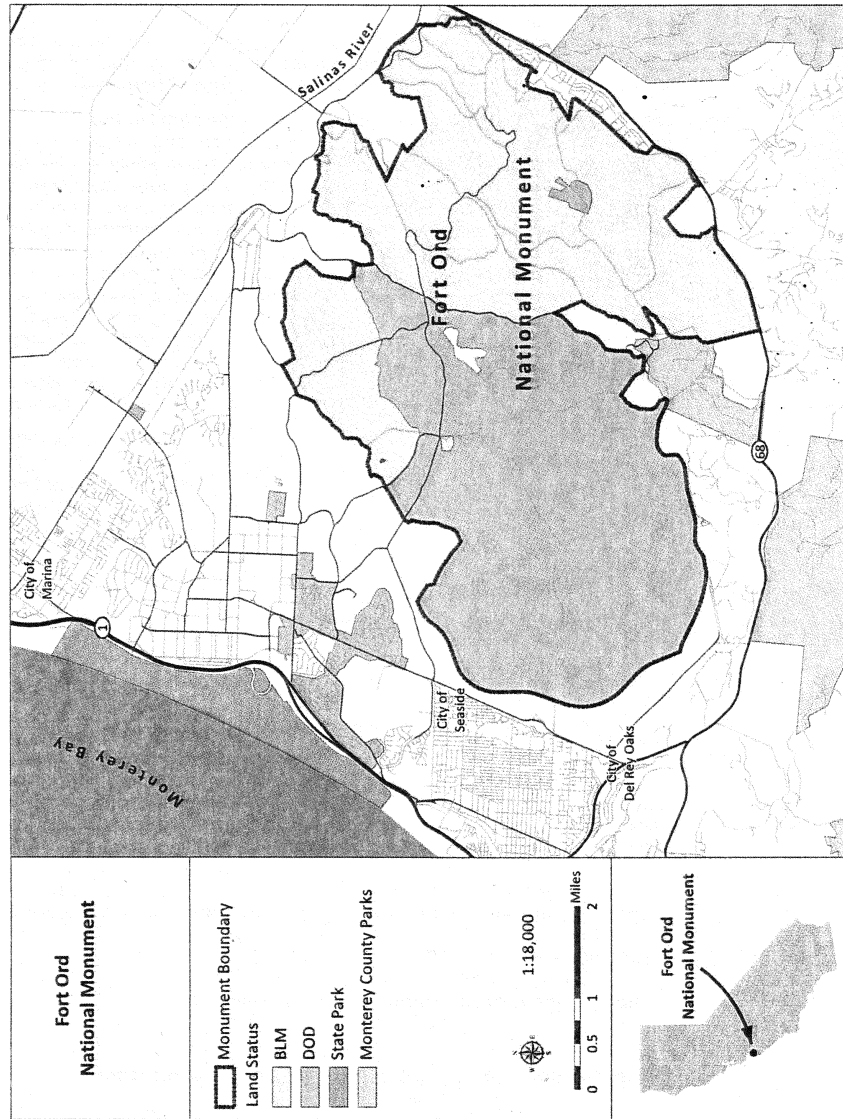 Fort Ord
National Monument
Monument Boundary
Land Status
BLM
DOD
State Park
Monterey County Parks
1:18,000
N
E
S
W
0
0.5
1
2
Miles
Fort Ord
National Monument
Monterey Bay
1
City of
Marina
City of
Seaside
City of
Del Rey Oaks
68
Salinas River
Fort Ord
National Monument